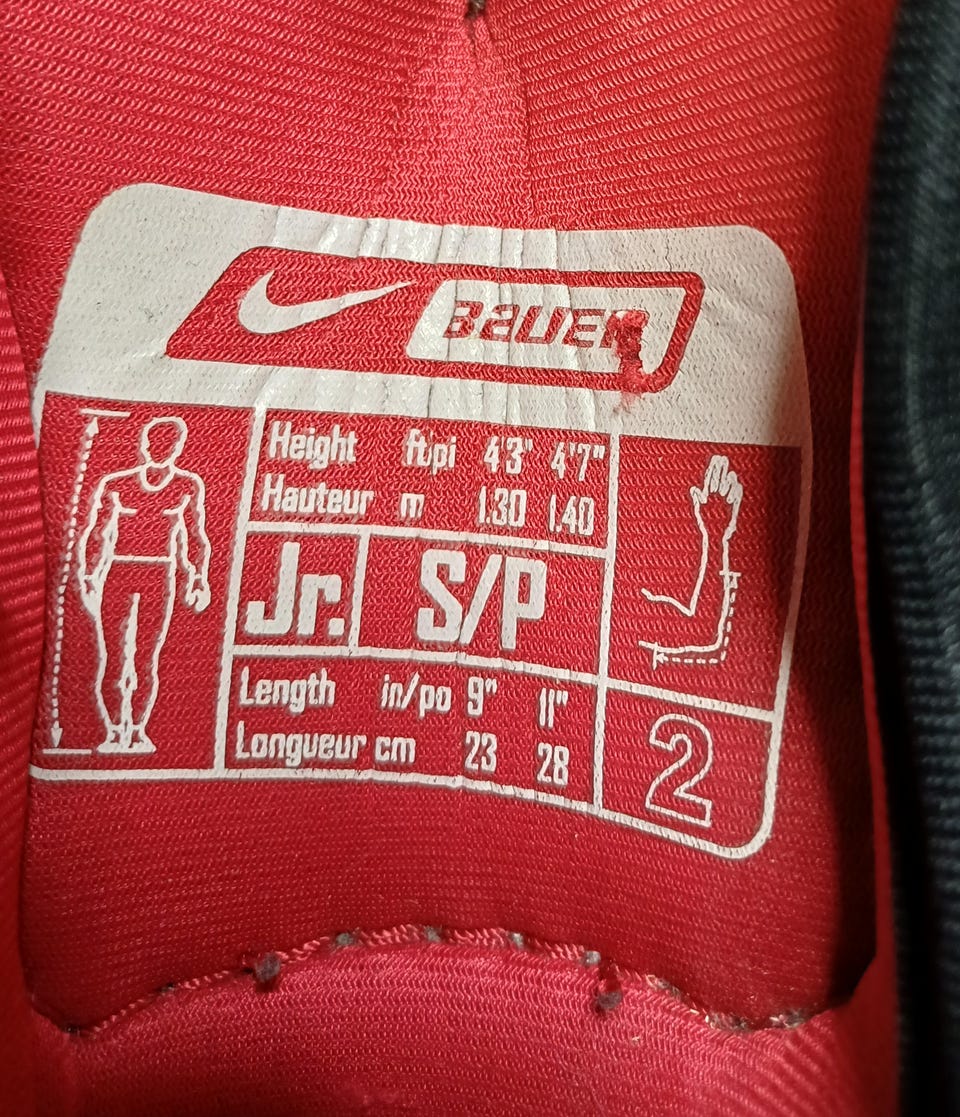 BAUER
Height ft/pi 4'3" 4'7"
Hauteur m 1.30 1.40
Jr. S/P
Length in/po 9" 11"
Longueur cm 23 28
2